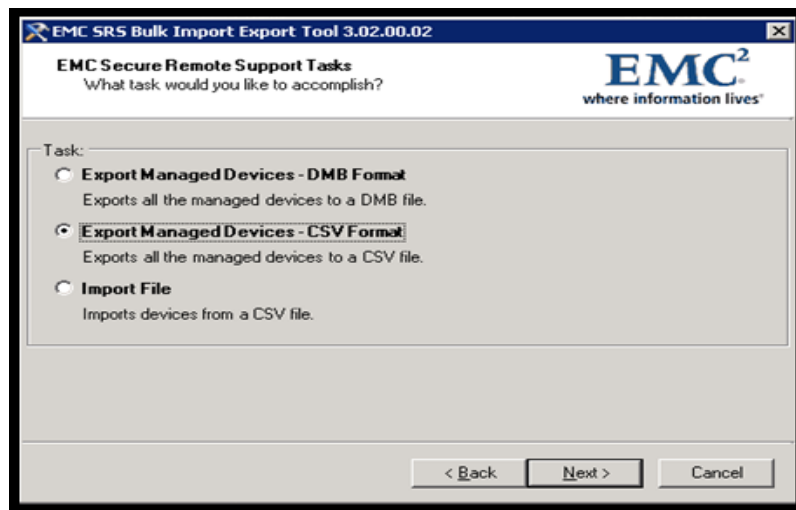 EMC SRS Bulk Import Export Tool 3.02.00.02
EMC Secure Remote Support Tasks
What task would you like to accomplish?
EMC²
where information lives®
Task:
Export Managed Devices - DMB Format
Exports all the managed devices to a DMB file.
Export Managed Devices - CSV Format
Exports all the managed devices to a CSV file.
Import File
Imports devices from a CSV file.
< Back
Next >
Cancel